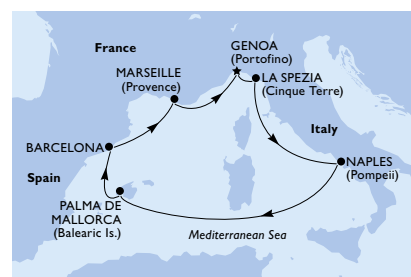 France
GENOA
(Portofino)
MARSEILLE
(Provence)
LA SPEZIA
(Cinque Terre)
BARCELONA
Italy
Spain
NAPLES
(Pompeii)
PALMA DE
MALLORCA
(Balearic Is.)
Mediterranean Sea